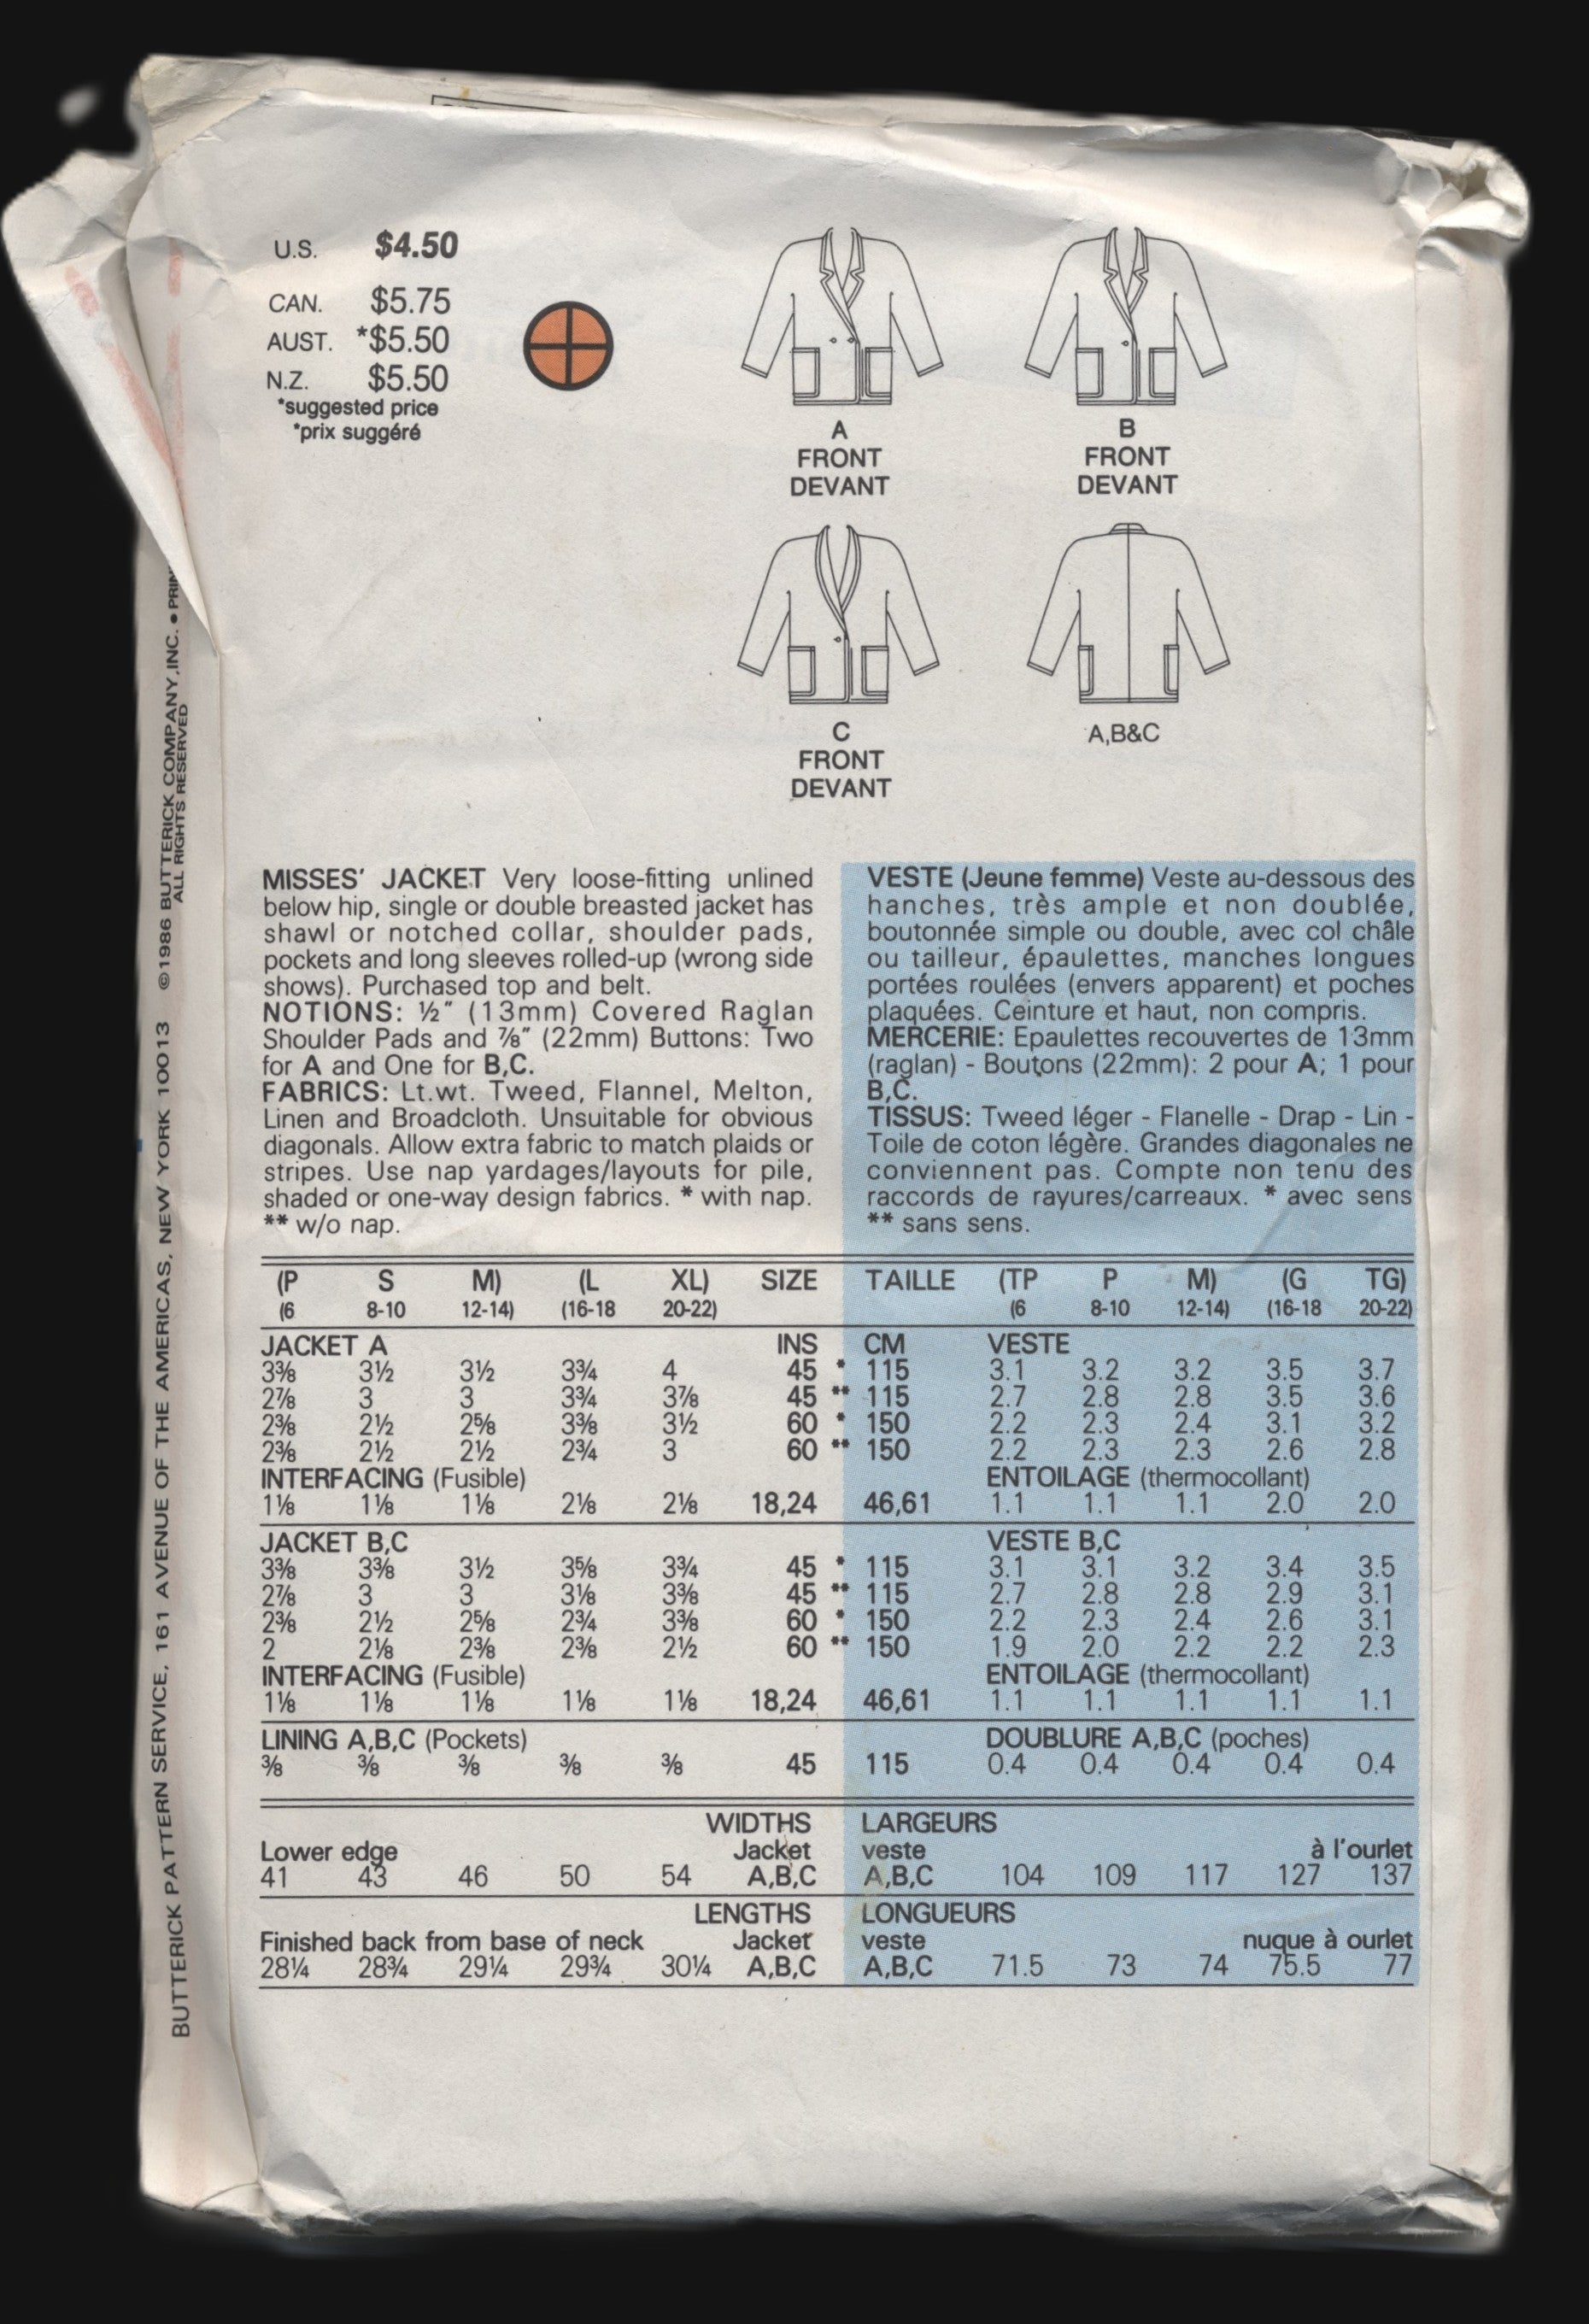 U.S. $4.50
CAN. $5.75
AUST. *$5.50
N.Z. $5.50
*suggested price
*prix suggéré
A
FRONT
DEVANT
B
FRONT
DEVANT
C
FRONT
DEVANT
A,B&C
BUTTERICK PATTERN SERVICE, 161 AVENUE OF THE AMERICAS, NEW YORK 10013 ©1986 BUTTERICK COMPANY, INC. •
ALL RIGHTS RESERVED
MISSES' JACKET Very loose-fitting unlined
below hip, single or double breasted jacket has
shawl or notched collar, shoulder pads,
pockets and long sleeves rolled-up (wrong side
shows). Purchased top and belt.
NOTIONS: ½" (13mm) Covered Raglan
Shoulder Pads and ⅞" (22mm) Buttons: Two
for A and One for B,C.
FABRICS: Lt.wt. Tweed, Flannel, Melton,
Linen and Broadcloth. Unsuitable for obvious
diagonals. Allow extra fabric to match plaids or
stripes. Use nap yardages/layouts for pile,
shaded or one-way design fabrics. * with nap.
** w/o nap.
VESTE (Jeune femme) Veste au-dessous des
hanches, très ample et non doublée,
boutonnée simple ou double, avec col châle
ou tailleur, épaulettes, manches longues
portées roulées (envers apparent) et poches
plaquées. Ceinture et haut, non compris.
MERCERIE: Epaulettes recouvertes de 13mm
(raglan) - Boutons (22mm): 2 pour A; 1 pour
B,C.
TISSUS: Tweed léger - Flanelle - Drap - Lin -
Toile de coton légère. Grandes diagonales ne
conviennent pas. Compte non tenu des
raccords de rayures/carreaux. * avec sens
** sans sens.
(P S M) (L XL) SIZE TAILLE (TP P M) (G TG)
(6 8-10 12-14) (16-18 20-22) (6 8-10 12-14) (16-18 20-22)
JACKET A INS CM VESTE
3⅜ 3½ 3½ 3¾ 4 45 * 115 3.1 3.2 3.2 3.5 3.7
2⅞ 3 3 3¾ 3⅞ 45 ** 115 2.7 2.8 2.8 3.5 3.6
2⅜ 2½ 2⅝ 3⅜ 3½ 60 * 150 2.2 2.3 2.4 3.1 3.2
2⅜ 2½ 2½ 2¾ 3 60 ** 150 2.2 2.3 2.3 2.6 2.8
INTERFACING (Fusible) ENTOILAGE (thermocollant)
1⅛ 1⅛ 1⅛ 2⅛ 2⅛ 18,24 46,61 1.1 1.1 1.1 2.0 2.0
JACKET B,C VESTE B,C
3⅜ 3⅜ 3½ 3⅝ 3¾ 45 * 115 3.1 3.1 3.2 3.4 3.5
2⅞ 3 3 3⅛ 3⅜ 45 ** 115 2.7 2.8 2.8 2.9 3.1
2⅜ 2½ 2⅝ 2¾ 3⅜ 60 * 150 2.2 2.3 2.4 2.6 3.1
2 2⅛ 2⅜ 2⅜ 2½ 60 ** 150 1.9 2.0 2.2 2.2 2.3
INTERFACING (Fusible) ENTOILAGE (thermocollant)
1⅛ 1⅛ 1⅛ 1⅛ 1⅛ 18,24 46,61 1.1 1.1 1.1 1.1 1.1
LINING A,B,C (Pockets) DOUBLURE A,B,C (poches)
⅜ ⅜ ⅜ ⅜ ⅜ 45 115 0.4 0.4 0.4 0.4 0.4
WIDTHS LARGEURS
Lower edge Jacket veste à l'ourlet
41 43 46 50 54 A,B,C A,B,C 104 109 117 127 137
LENGTHS LONGUEURS
Finished back from base of neck Jacket veste nuque à ourlet
28¼ 28¾ 29¼ 29¾ 30¼ A,B,C A,B,C 71.5 73 74 75.5 77